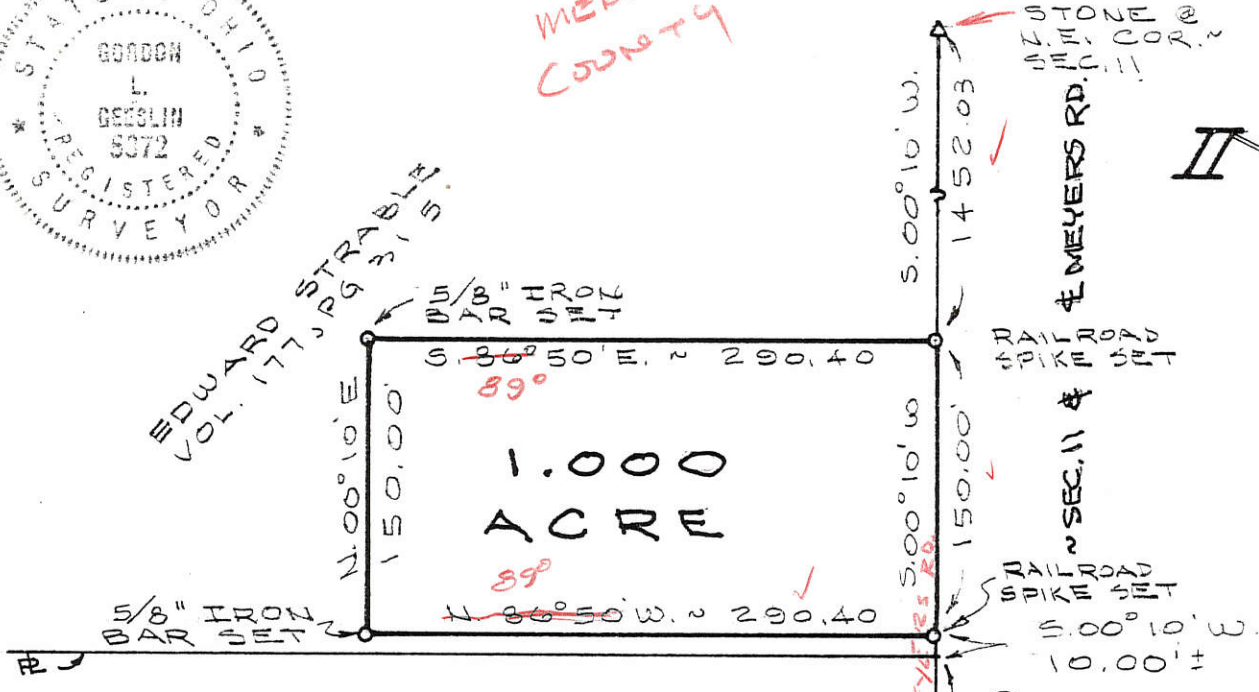 STATE OF OHIO
GORDON
L.
GEESLIN
6372
REGISTERED
SURVEYOR
COUNTY
STONE @
N.E. COR. ~
SEC. 11
S. 00° 10' W.
1452.03
℄ MEYERS RD.
II
EDWARD STRABLE
VOL. 177, PG 315.
5/8" IRON
BAR SET
S. 86° 50' E. ~ 290.40
89°
RAILROAD
SPIKE SET
N. 00° 10' E
150.00'
1.000
ACRE
S. 00° 10' W
150.00'
~ SEC. 11 ℄
89°
N. 86° 50' W. ~ 290.40
5/8" IRON
BAR SET
RD.
RAILROAD
SPIKE SET
S. 00° 10' W.
10.00' ±
PL